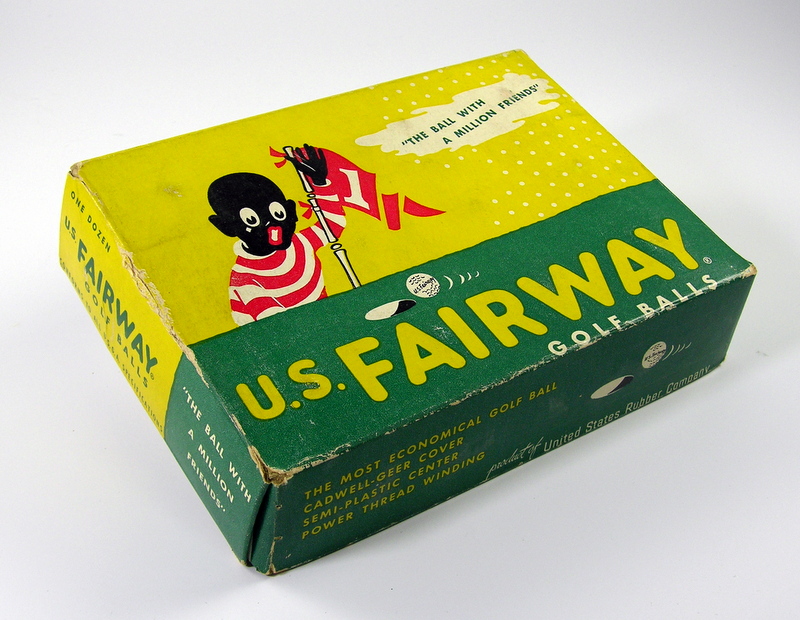 "THE BALL WITH
A MILLION FRIENDS"
1
U.S. FAIRWAY®
GOLF BALLS
ONE DOZEN
U.S. FAIRWAY®
GOLF BALLS
"THE BALL WITH
A MILLION
FRIENDS"
THE MOST ECONOMICAL GOLF BALL
CADWELL-GEER COVER
SEMI-PLASTIC CENTER
POWER THREAD WINDING
product of United States Rubber Company